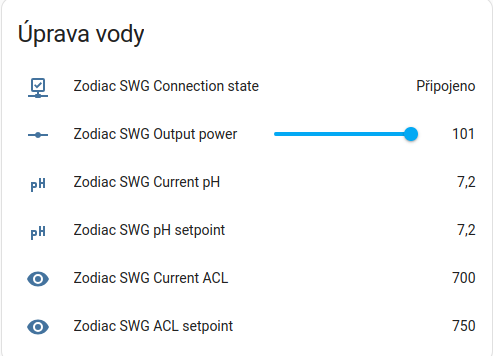 Úprava vody
Zodiac SWG Connection state Připojeno
Zodiac SWG Output power 101
pH Zodiac SWG Current pH 7,2
pH Zodiac SWG pH setpoint 7,2
Zodiac SWG Current ACL 700
Zodiac SWG ACL setpoint 750